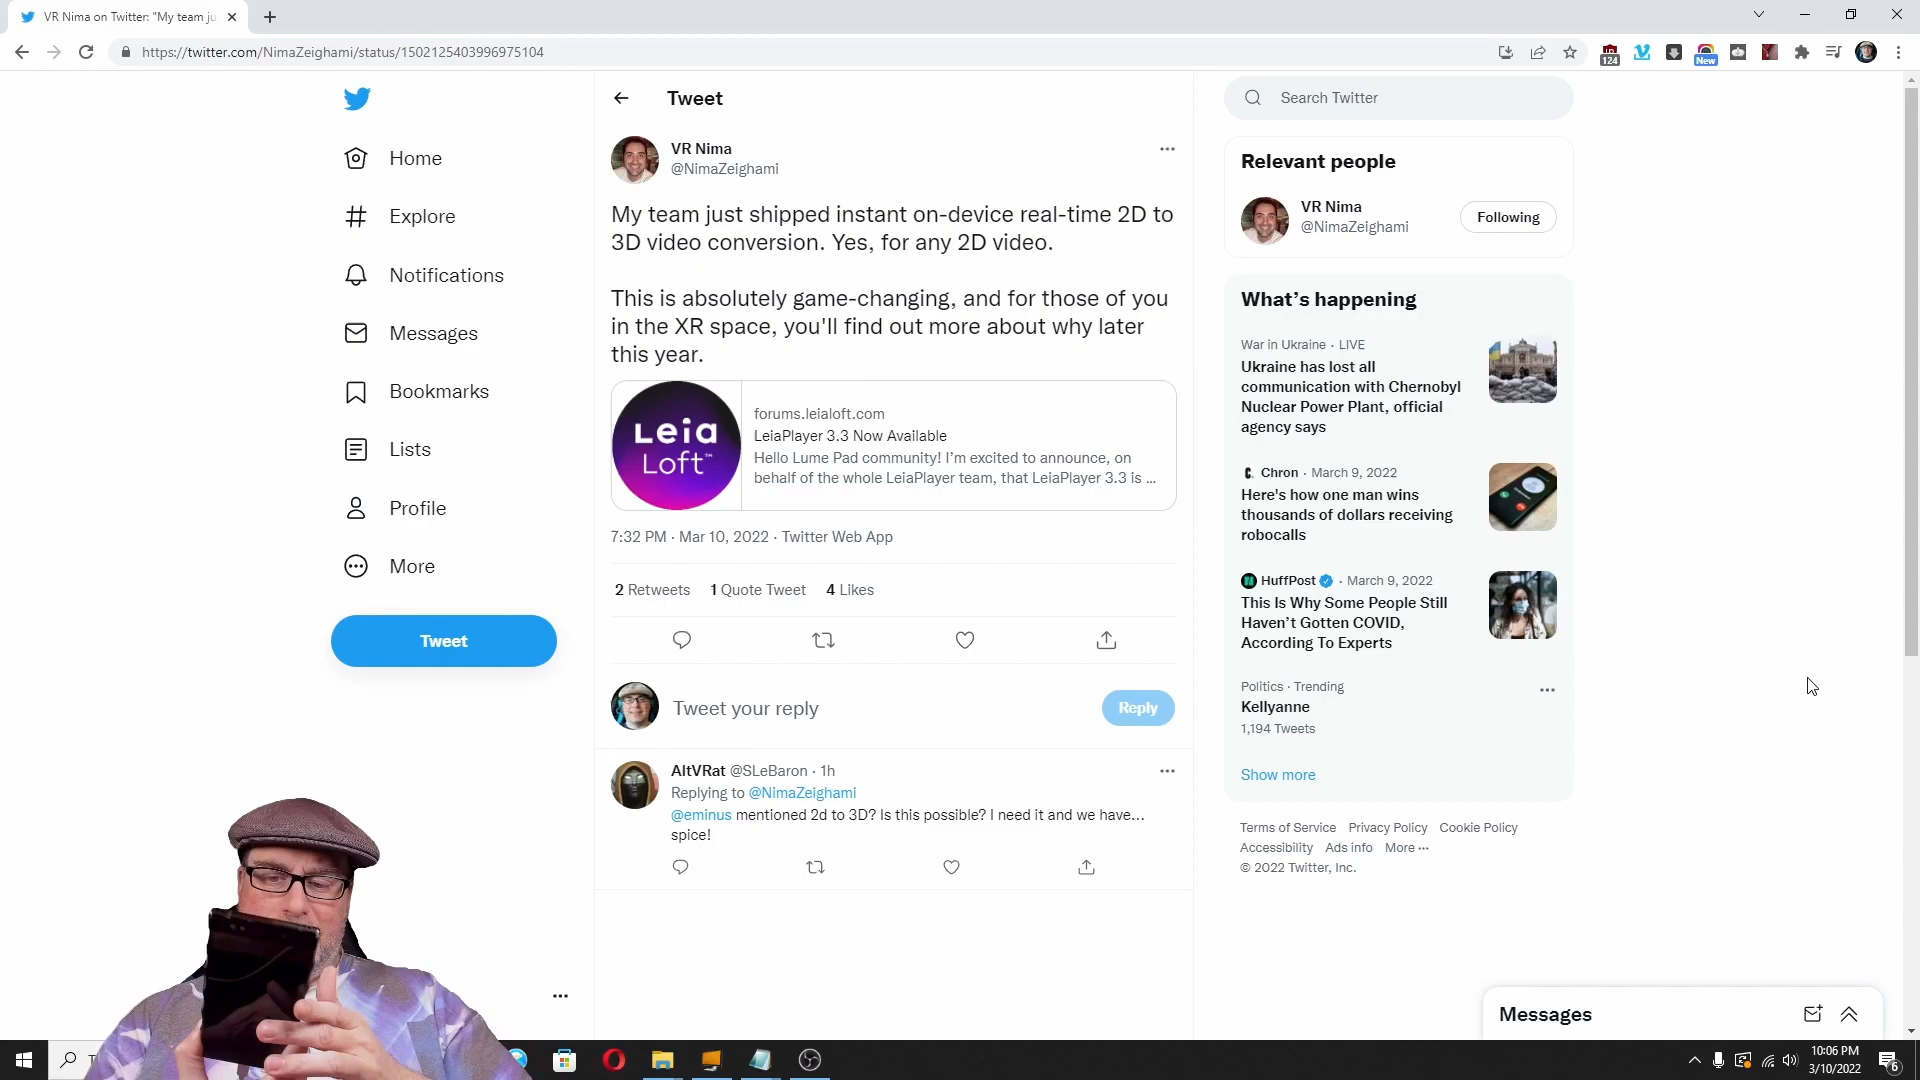 VR Nima on Twitter: "My team ju
https://twitter.com/NimaZeighami/status/1502125403996975104
124
New
Home
Explore
Notifications
Messages
Bookmarks
Lists
Profile
More
Tweet
Tweet
VR Nima
@NimaZeighami
My team just shipped instant on-device real-time 2D to
3D video conversion. Yes, for any 2D video.
This is absolutely game-changing, and for those of you
in the XR space, you'll find out more about why later
this year.
Leia
Loft™
forums.leialoft.com
LeiaPlayer 3.3 Now Available
Hello Lume Pad community! I'm excited to announce, on
behalf of the whole LeiaPlayer team, that LeiaPlayer 3.3 is ...
7:32 PM · Mar 10, 2022 · Twitter Web App
2 Retweets 1 Quote Tweet 4 Likes
Tweet your reply
Reply
AltVRat @SLeBaron · 1h
Replying to @NimaZeighami
@eminus mentioned 2d to 3D? Is this possible? I need it and we have...
spice!
Search Twitter
Relevant people
VR Nima
@NimaZeighami
Following
What's happening
War in Ukraine · LIVE
Ukraine has lost all
communication with Chernobyl
Nuclear Power Plant, official
agency says
Chron · March 9, 2022
Here's how one man wins
thousands of dollars receiving
robocalls
HuffPost · March 9, 2022
This Is Why Some People Still
Haven't Gotten COVID,
According To Experts
Politics · Trending
Kellyanne
1,194 Tweets
Show more
Terms of Service Privacy Policy Cookie Policy
Accessibility Ads info More ···
© 2022 Twitter, Inc.
Messages
T
10:06 PM
3/10/2022
6